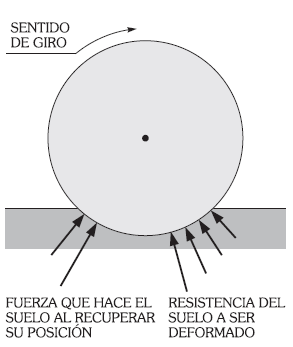 SENTIDO
DE GIRO
FUERZA QUE HACE EL
SUELO AL RECUPERAR
SU POSICIÓN
RESISTENCIA DEL
SUELO A SER
DEFORMADO